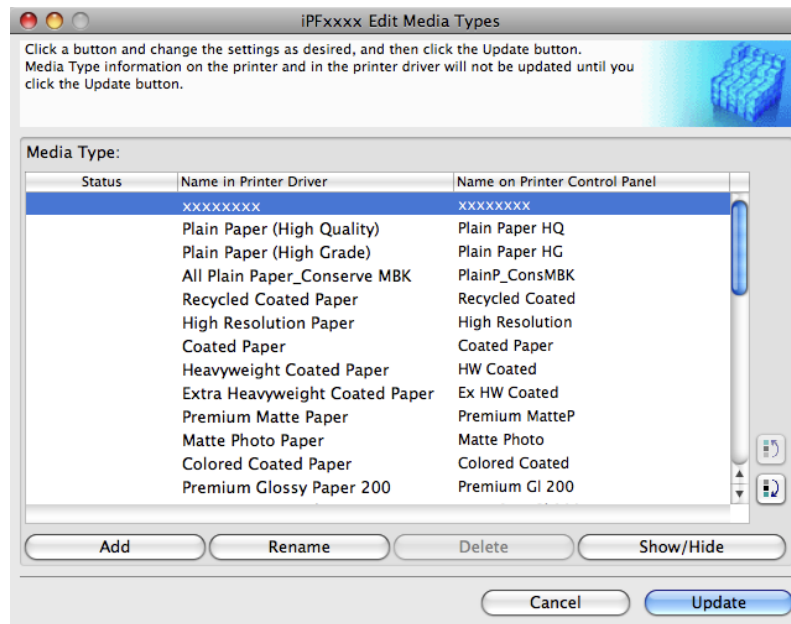 iPFxxxx Edit Media Types
Click a button and change the settings as desired, and then click the Update button.
Media Type information on the printer and in the printer driver will not be updated until you
click the Update button.
Media Type:
Status Name in Printer Driver Name on Printer Control Panel
xxxxxxxx xxxxxxxx
Plain Paper (High Quality) Plain Paper HQ
Plain Paper (High Grade) Plain Paper HG
All Plain Paper_Conserve MBK PlainP_ConsMBK
Recycled Coated Paper Recycled Coated
High Resolution Paper High Resolution
Coated Paper Coated Paper
Heavyweight Coated Paper HW Coated
Extra Heavyweight Coated Paper Ex HW Coated
Premium Matte Paper Premium MatteP
Matte Photo Paper Matte Photo
Colored Coated Paper Colored Coated
Premium Glossy Paper 200 Premium Gl 200
Add Rename Delete Show/Hide
Cancel Update